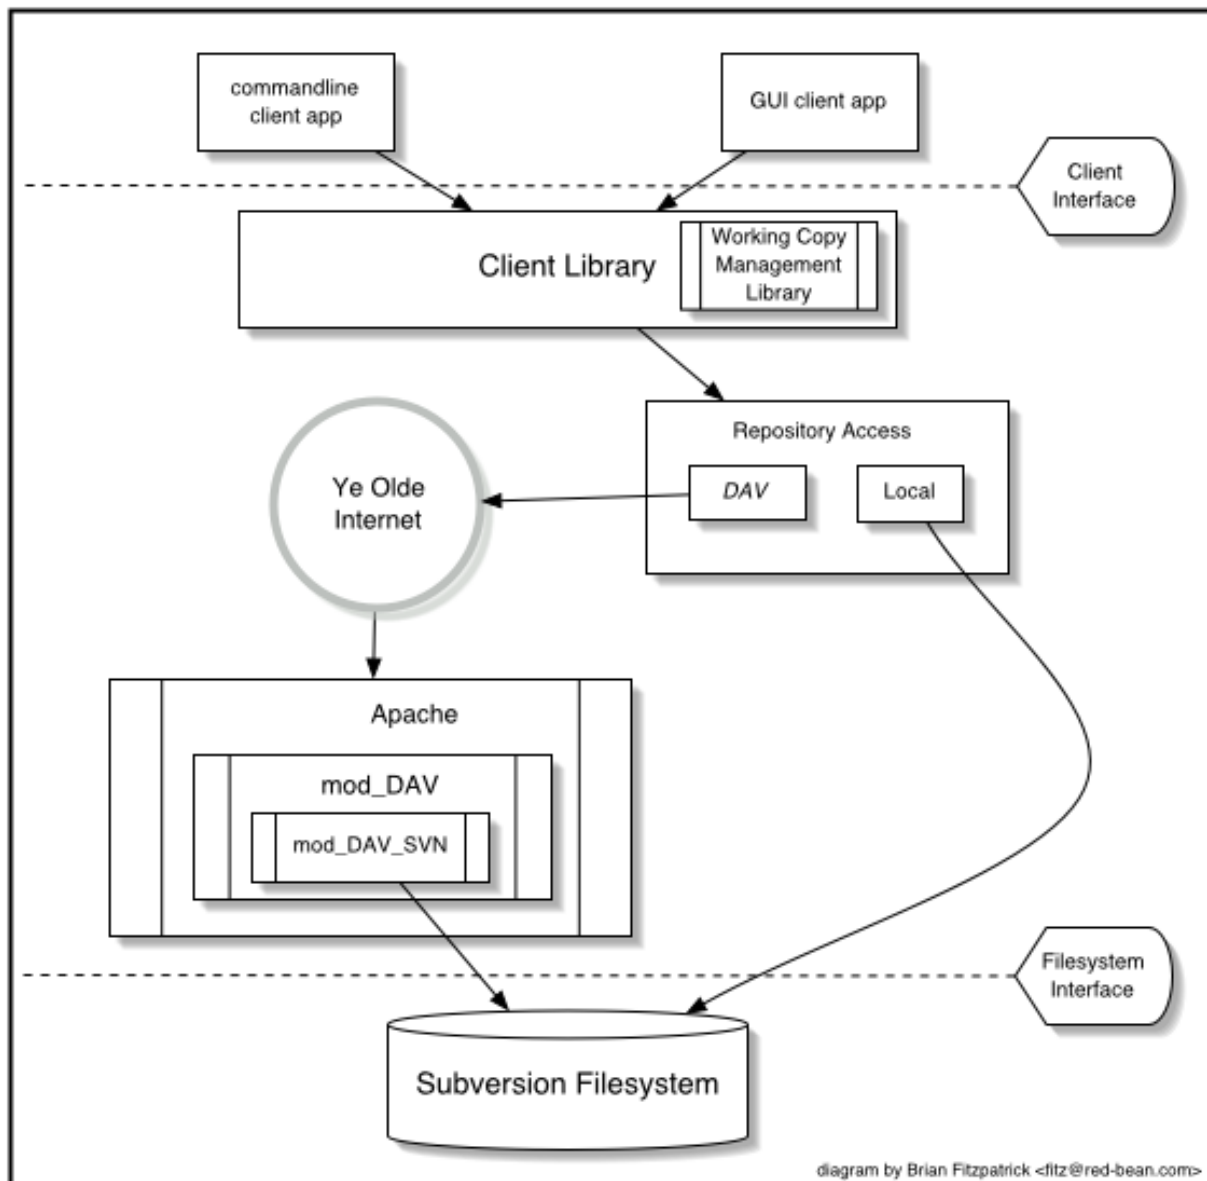 commandline
client app
GUI client app
Client
Interface
Client Library
Working Copy
Management
Library
Repository Access
DAV
Local
Ye Olde
Internet
Apache
mod_DAV
mod_DAV_SVN
Filesystem
Interface
Subversion Filesystem
diagram by Brian Fitzpatrick <fitz@red-bean.com>